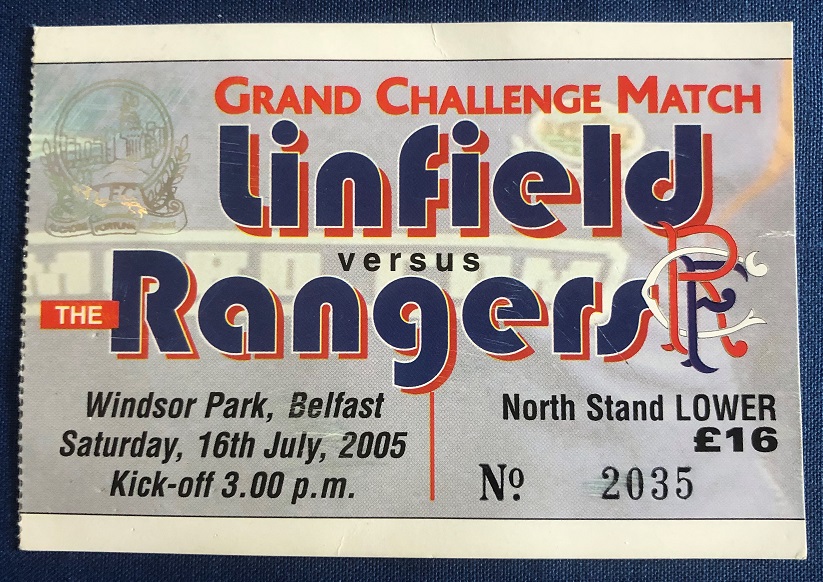 GRAND CHALLENGE MATCH
Linfield
versus
THE Rangers
RFC
Windsor Park, Belfast
Saturday, 16th July, 2005
Kick-off 3.00 p.m.
North Stand LOWER
£16
Nº 2035